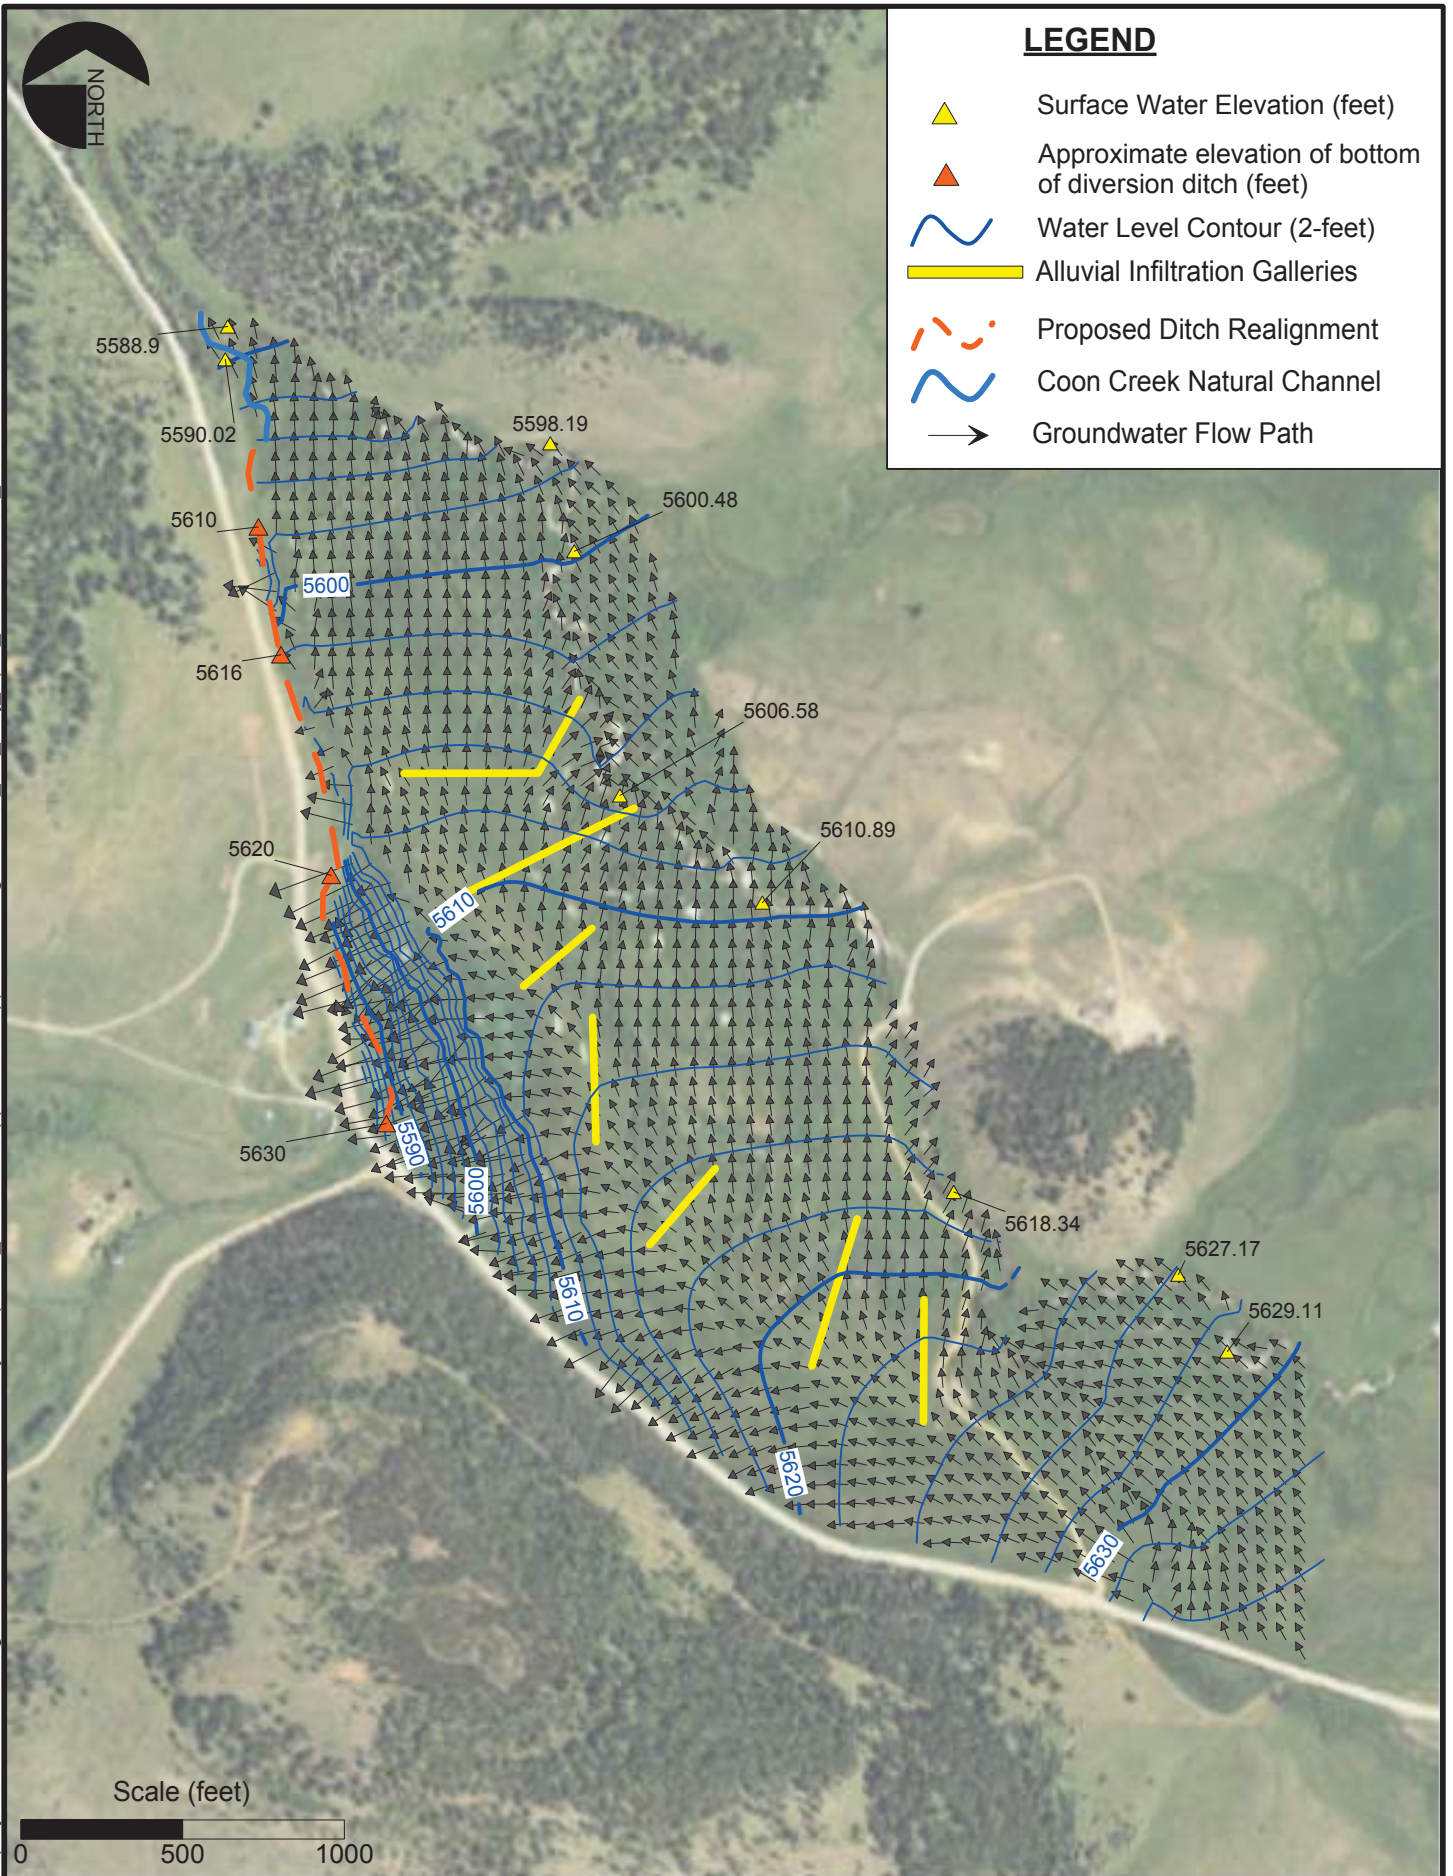 NORTH
LEGEND
Surface Water Elevation (feet)
Approximate elevation of bottom
of diversion ditch (feet)
Water Level Contour (2-feet)
Alluvial Infiltration Galleries
Proposed Ditch Realignment
Coon Creek Natural Channel
Groundwater Flow Path
5588.9
5590.02
5598.19
5600.48
5610
5600
5616
5606.58
5610.89
5620
5610
5630
5590
5600
5618.34
5627.17
5610
5629.11
5620
5630
Scale (feet)
0 500 1000